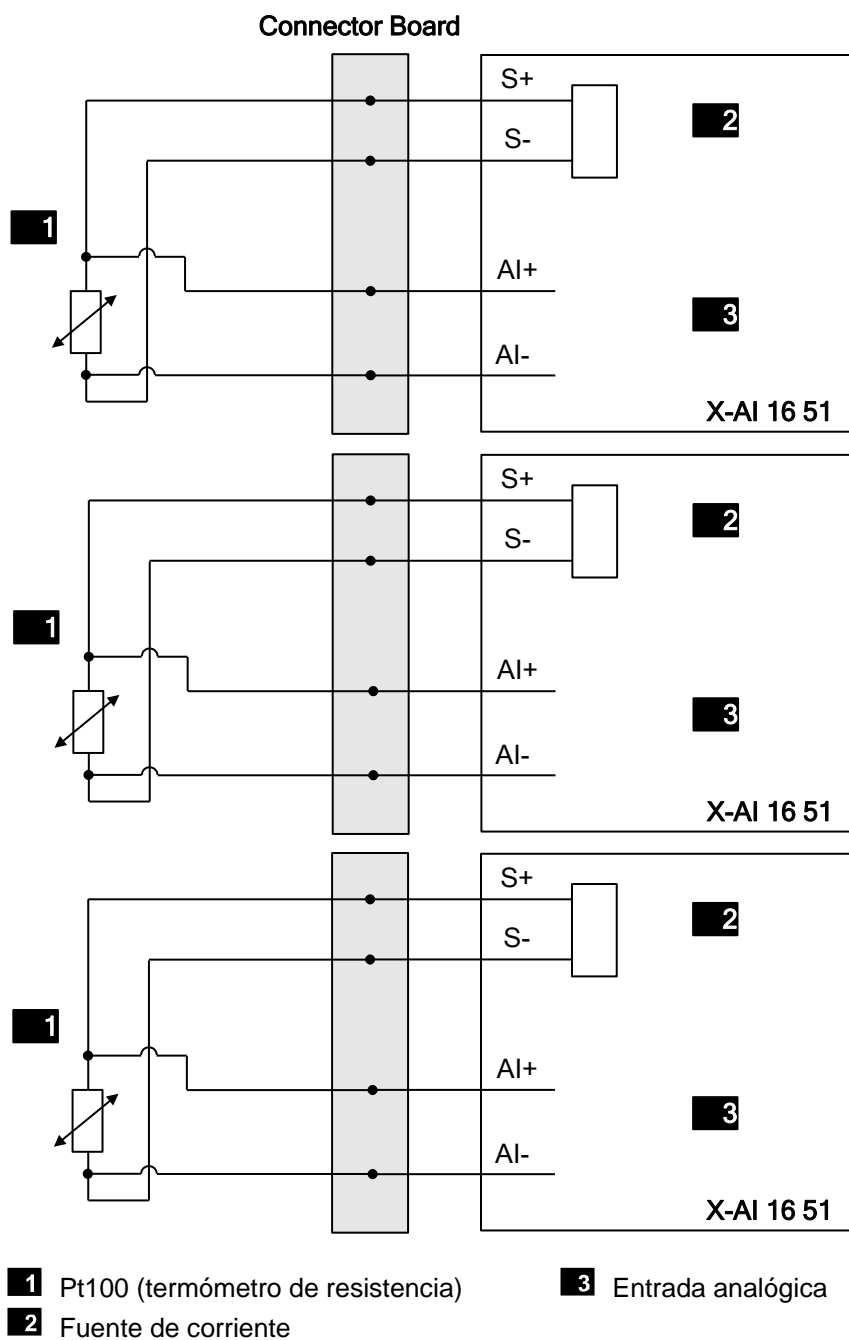 Connector Board
S+
2
S-
1
AI+
3
AI-
X-AI 16 51
S+
2
S-
1
AI+
3
AI-
X-AI 16 51
S+
2
S-
1
AI+
3
AI-
X-AI 16 51
1 Pt100 (termómetro de resistencia)
3 Entrada analógica
2 Fuente de corriente